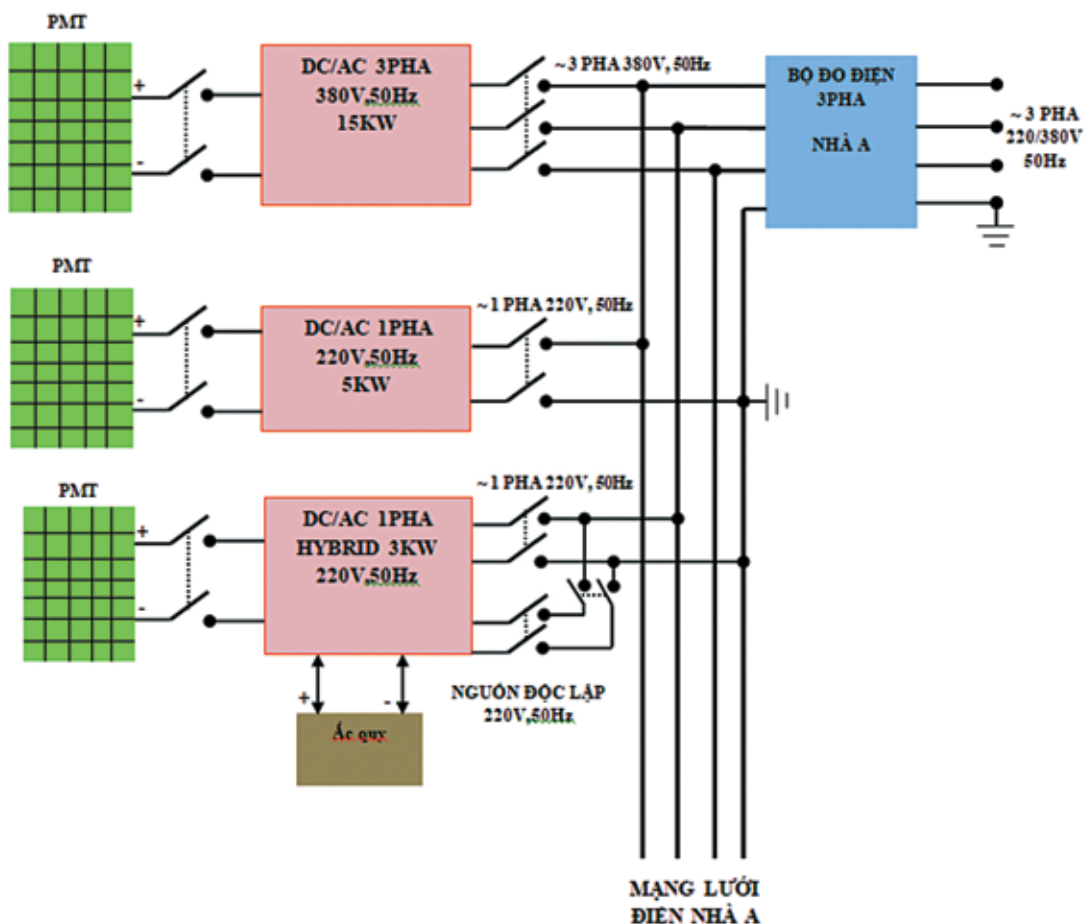 PMT
+
-
DC/AC 3PHA
380V,50Hz
15KW
~ 3 PHA 380V, 50Hz
BỘ ĐO ĐIỆN
3PHA
NHÀ A
~ 3 PHA
220/380V
50Hz
PMT
+
-
DC/AC 1PHA
220V,50Hz
5KW
~ 1 PHA 220V, 50Hz
PMT
+
-
DC/AC 1PHA
HYBRID 3KW
220V,50Hz
~ 1 PHA 220V, 50Hz
+
-
Ắc quy
NGUỒN ĐỘC LẬP
220V,50Hz
MẠNG LƯỚI
ĐIỆN NHÀ A